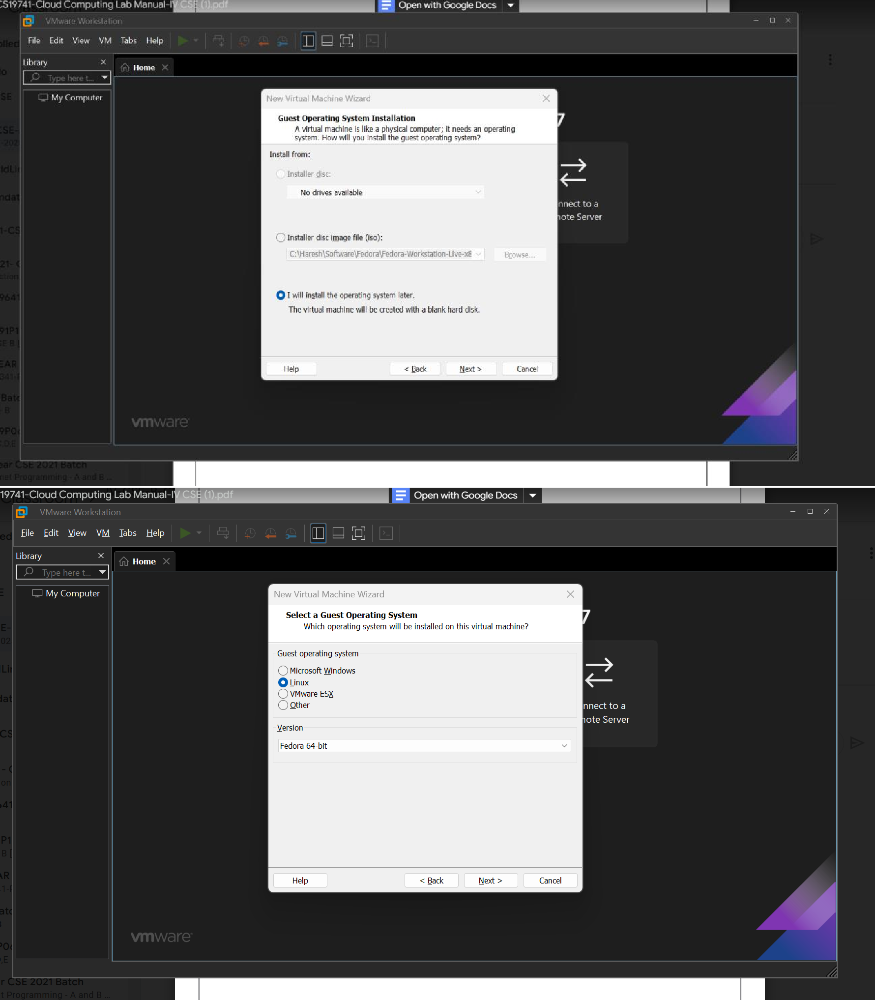 CS19741-Cloud Computing Lab Manual-IV CSE (1).pdf
Open with Google Docs
VMware Workstation
File Edit View VM Tabs Help
Library
Home
Type here t...
My Computer
New Virtual Machine Wizard
Guest Operating System Installation
A virtual machine is like a physical computer; it needs an operating
system. How will you install the guest operating system?
Install from:
Installer disc:
No drives available
Installer disc image file (iso):
C:\Haresh\Software\Fedora\Fedora-Workstation-Live-x8
Browse...
I will install the operating system later.
The virtual machine will be created with a blank hard disk.
Help
< Back
Next >
Cancel
7
nnect to a
note Server
vmware
ear CSE 2021 Batch
net Programming - A and B ...
19741-Cloud Computing Lab Manual-IV CSE (1).pdf
Open with Google Docs
VMware Workstation
File Edit View VM Tabs Help
Library
Home
Type here t...
My Computer
New Virtual Machine Wizard
Select a Guest Operating System
Which operating system will be installed on this virtual machine?
Guest operating system
Microsoft Windows
Linux
VMware ESX
Other
Version
Fedora 64-bit
Help
< Back
Next >
Cancel
7
nnect to a
note Server
vmware
r CSE 2021 Batch
t Programming - A and B ...